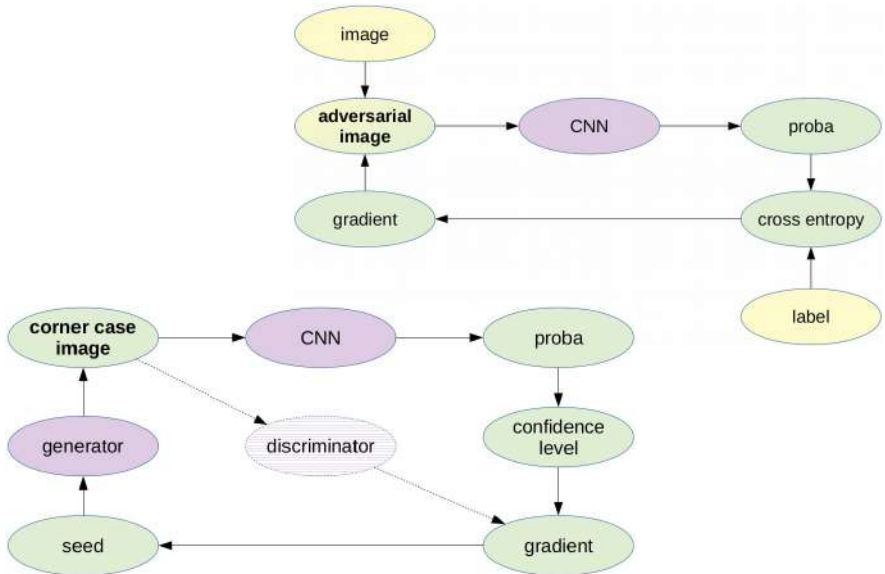 image
adversarial
image
CNN
proba
gradient
cross entropy
label
corner case
image
CNN
proba
generator
discriminator
confidence
level
seed
gradient